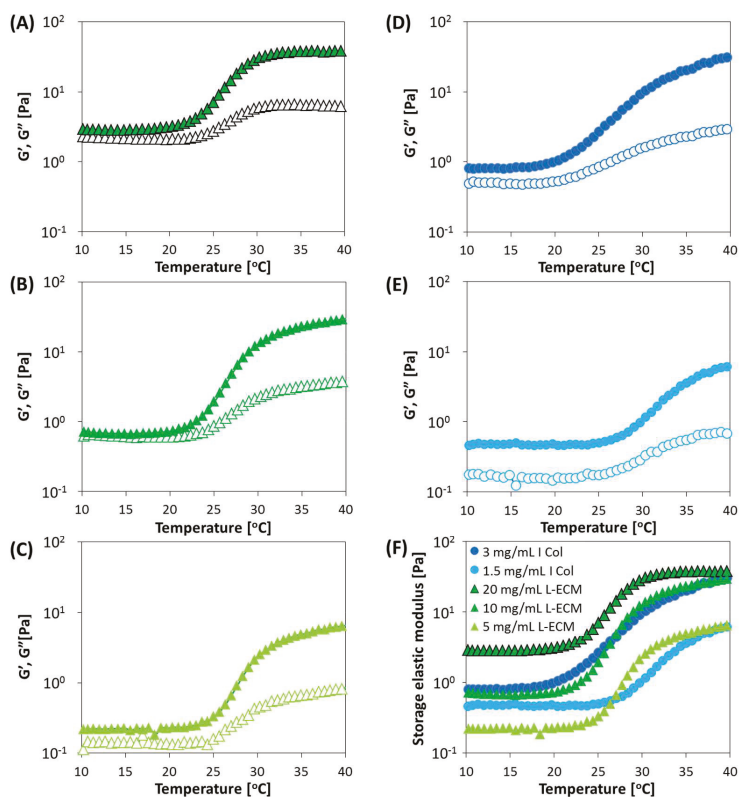 (A)
10²
10¹
10⁰
10⁻¹
G′, G″ [Pa]
10 15 20 25 30 35 40
Temperature [°C]
(D)
10²
10¹
10⁰
10⁻¹
G′, G″ [Pa]
10 15 20 25 30 35 40
Temperature [°C]
(B)
10²
10¹
10⁰
10⁻¹
G′, G″ [Pa]
10 15 20 25 30 35 40
Temperature [°C]
(E)
10²
10¹
10⁰
10⁻¹
G′, G″ [Pa]
10 15 20 25 30 35 40
Temperature [°C]
(C)
10²
10¹
10⁰
10⁻¹
G′, G″[Pa]
10 15 20 25 30 35 40
Temperature [°C]
(F)
10²
10¹
10⁰
10⁻¹
Storage elastic modulus [Pa]
3 mg/mL I Col
1.5 mg/mL I Col
20 mg/mL L-ECM
10 mg/mL L-ECM
5 mg/mL L-ECM
10 15 20 25 30 35 40
Temperature [°C]